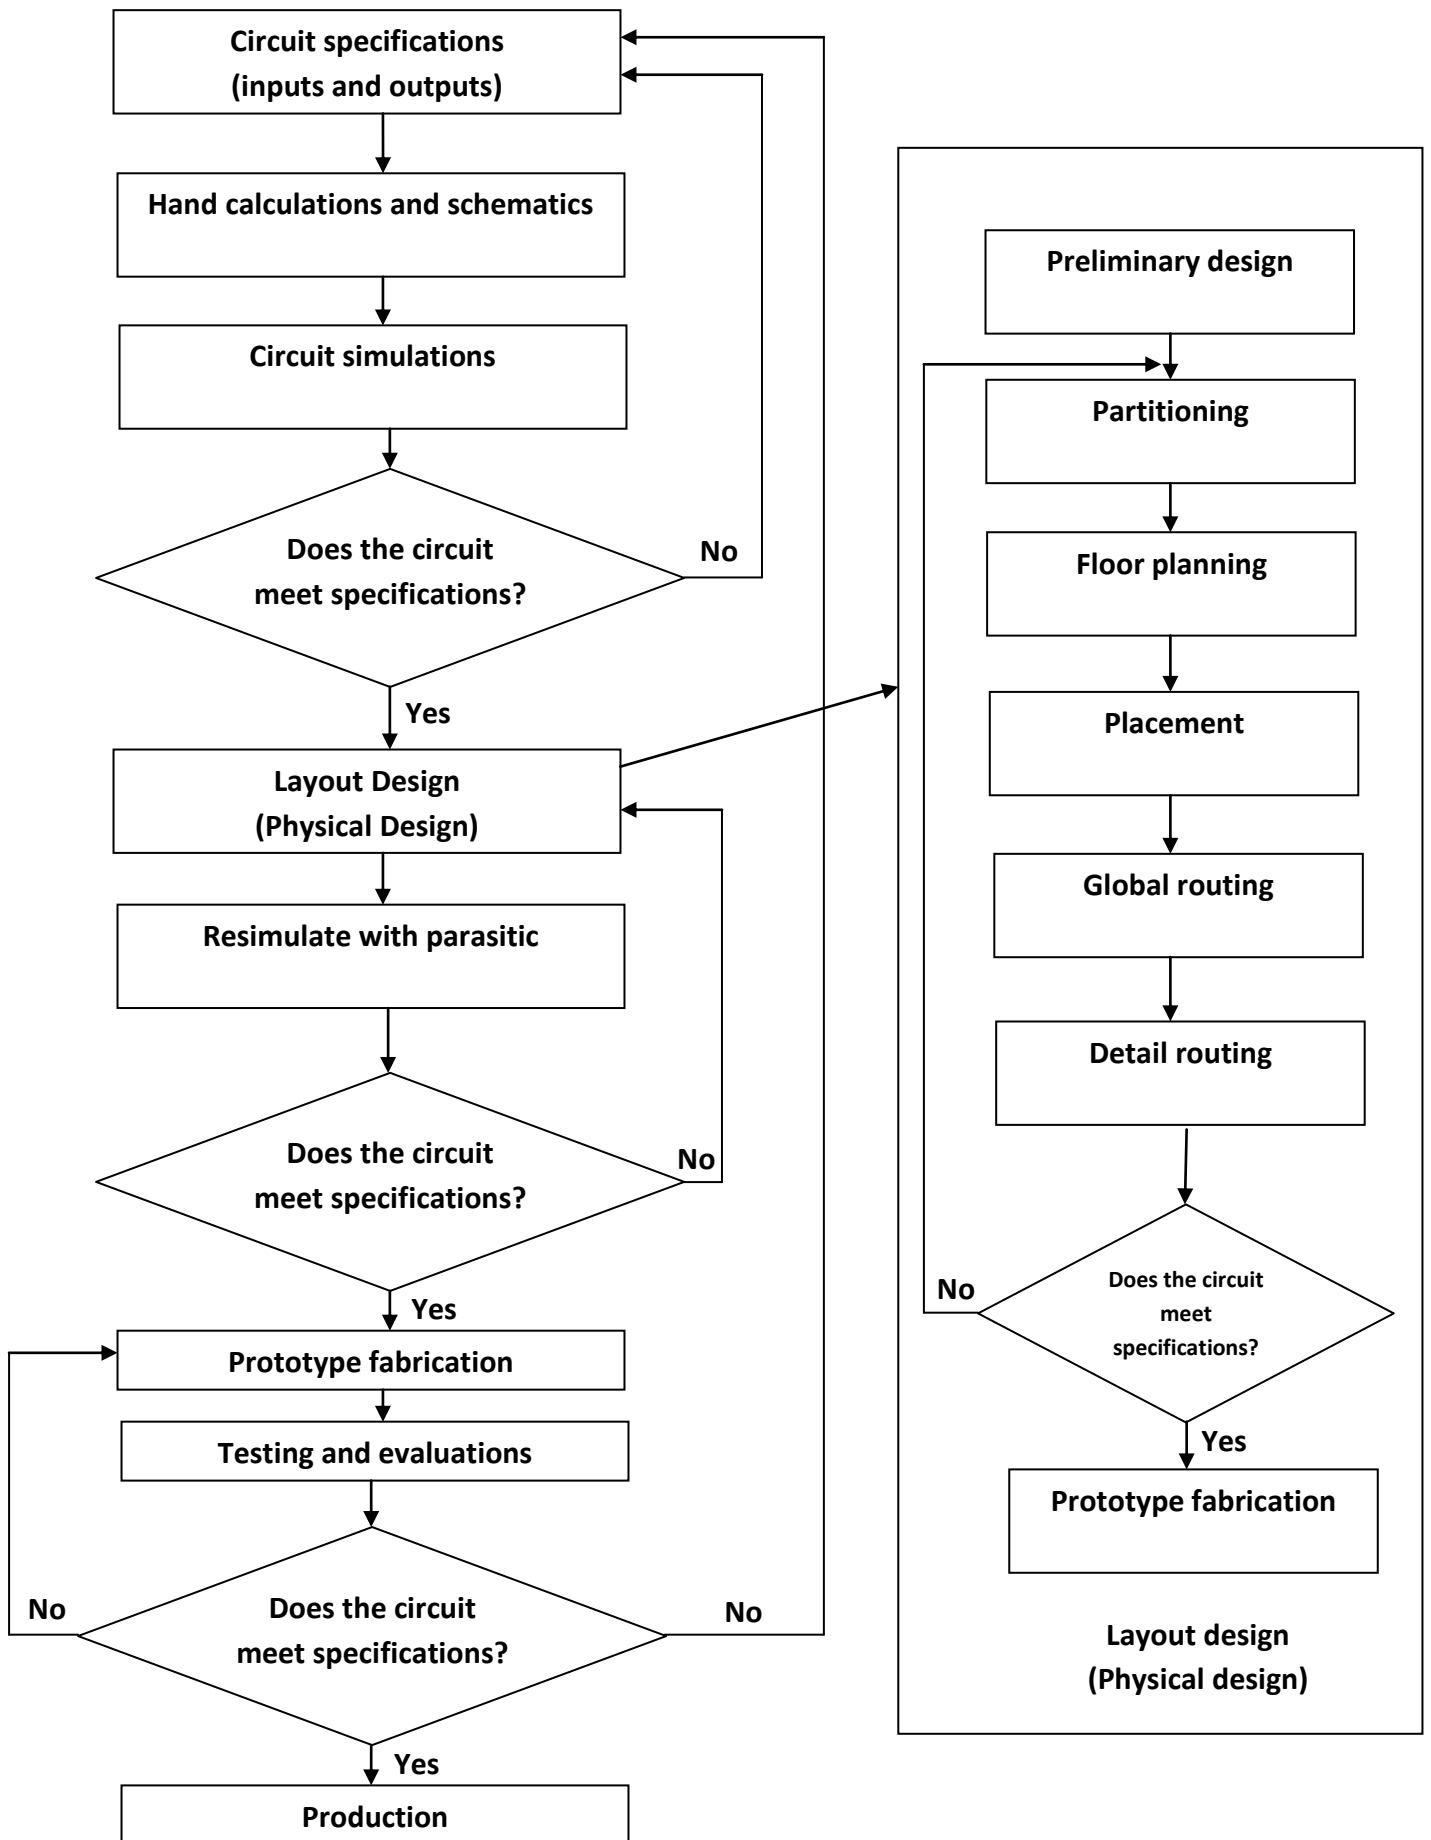 Circuit specifications
(inputs and outputs)
Hand calculations and schematics
Circuit simulations
Does the circuit
meet specifications?
No
Yes
Layout Design
(Physical Design)
Resimulate with parasitic
Does the circuit
meet specifications?
No
Yes
Prototype fabrication
Testing and evaluations
Does the circuit
meet specifications?
No
No
Yes
Production
Preliminary design
Partitioning
Floor planning
Placement
Global routing
Detail routing
Does the circuit
meet
specifications?
No
Yes
Prototype fabrication
Layout design
(Physical design)